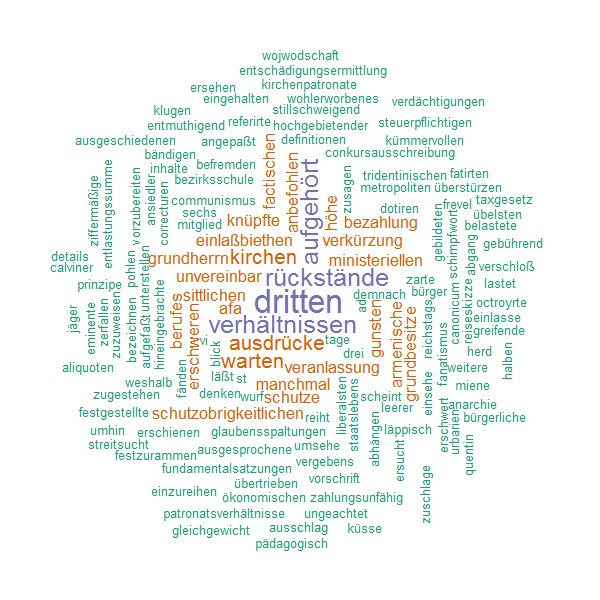 wojwodschaft
entschädigungsermittlung
ersehen
kirchenpatronate
eingehalten
wohlerworbenes
verdächtigungen
klugen
stillschweigend
entmuthigend
referirte
hochgebietender
steuerpflichtigen
ausgeschiedenen
angepaßt
factischen
definitionen
kümmervollen
bändigen
conkursausschreibung
inhalte
befremden
anbefohlen
aufgehört
zusagen
tridentinischen
fatirten
ziffermäßige
entlastungssumme
vorzubereiten
ansiedler
correcturen
bezirksschule
metropoliten
überstürzen
communismus
höhe
dotiren
gebildeten
schimpfworte
frevel
taxgesetz
sechs
mitglied
knüpfte
bezahlung
übelsten
belastete
details
calviner
pohlen
einlaßbiethen
verkürzung
abgang
gebührend
grundherrn
kirchen
ministeriellen
verschloß
prinzipe
unterstellen
unvereinbar
rückstände
zarte
canonicum
reiseskizze
lastet
jäger
eminente
zerfallen
zuzuweisen
bezeichnen
aufgefaßt
hineingebrachte
sittlichen
afa
dritten
demnach
ad
bürger
octroyrte
berufes
verhältnissen
gunsten
armenische
grundbesitze
reichstags
einlasse
greifende
vi
ausdrücke
tage
erschweren
blick
warten
drei
herd
halben
aliquoten
fänden
läßt
st
veranlassung
fanatismus
weitere
weshalb
manchmal
einsehe
miene
zugestehen
denken
wurf
schutze
liberalsten
staatslebens
scheint
leerer
erschwert
urbarien
anarchie
festgestellte
schutzobrigkeitlichen
reiht
bürgerliche
umhin
erschienen
glaubensspaltungen
läppisch
streitsucht
ausgesprochene
umsehe
abhängen
ersucht
quentin
festzurammen
vergebens
fundamentalsatzungen
zuschlage
übertrieben
vorschrift
einzureihen
ökonomischen
zahlungsunfähig
patronatsverhältnisse
ungeachtet
gleichgewicht
ausschlag
küsse
pädagogisch